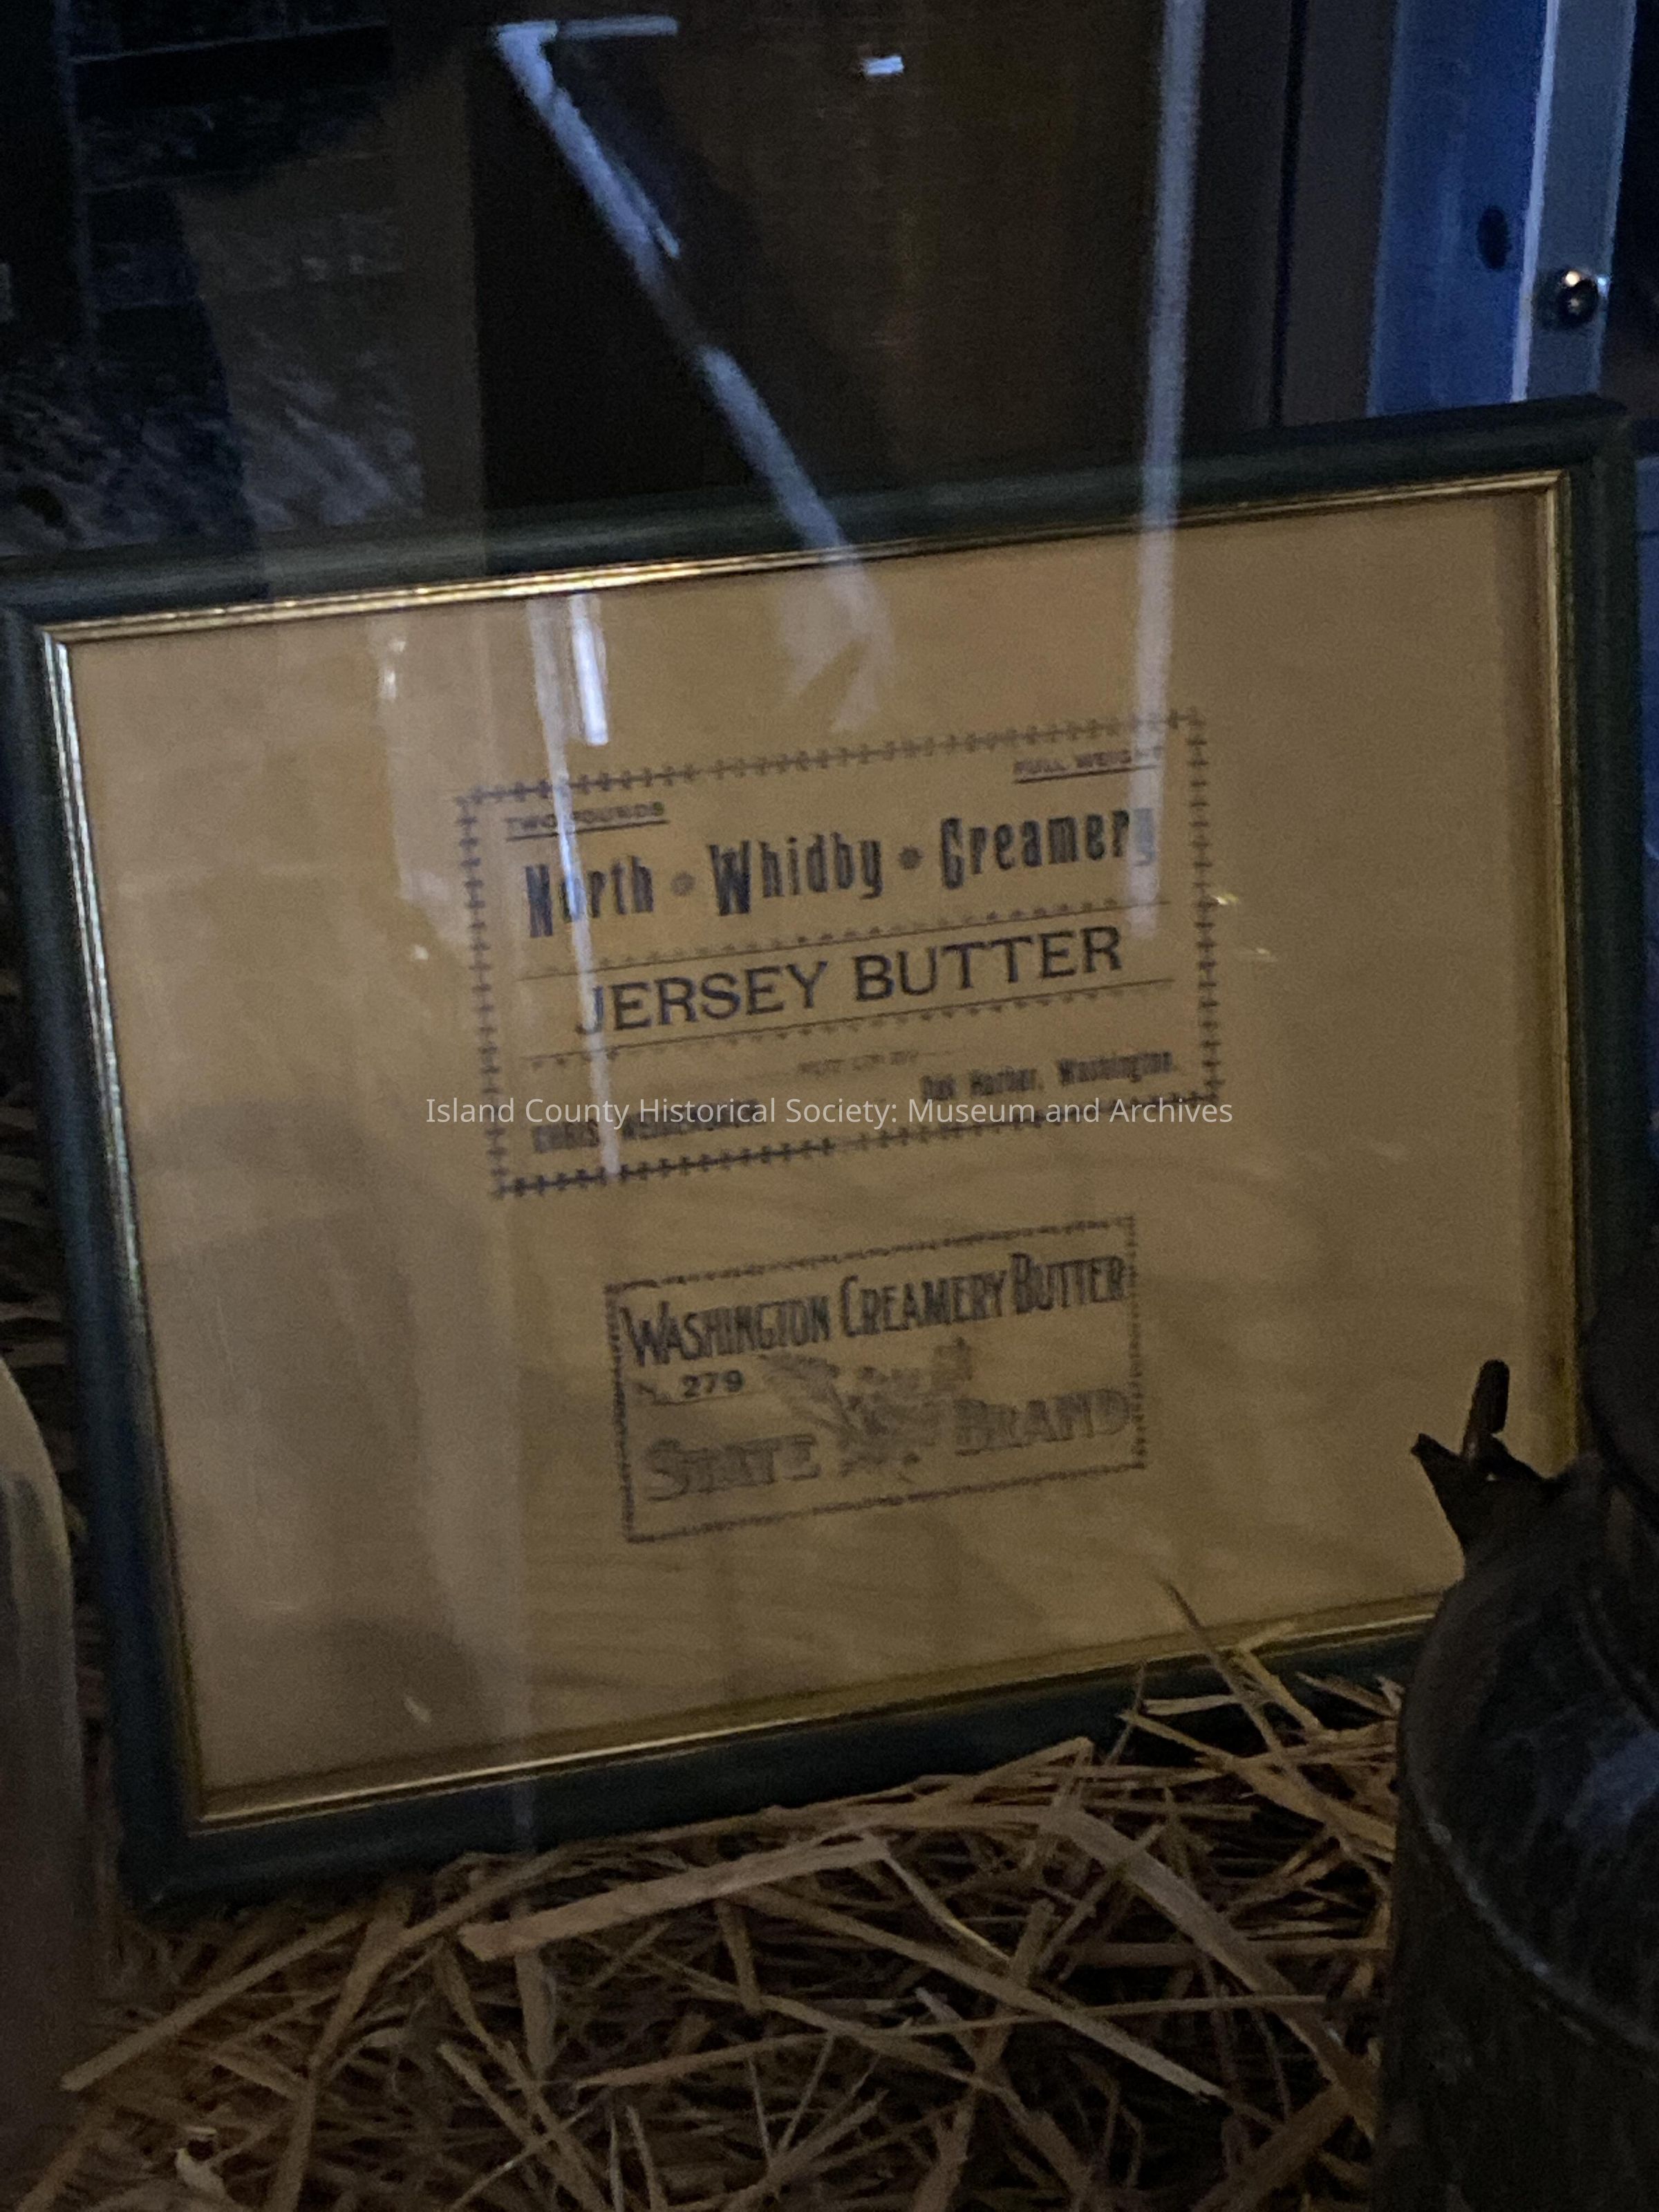 TWO POUNDS
FULL WEIGHT
North • Whidby • Creamery
JERSEY BUTTER
PUT UP BY
CHRIS
Oak Harbor, Washington.
Island County Historical Society: Museum and Archives
WASHINGTON CREAMERY BUTTER
No. 279
STATE BRAND